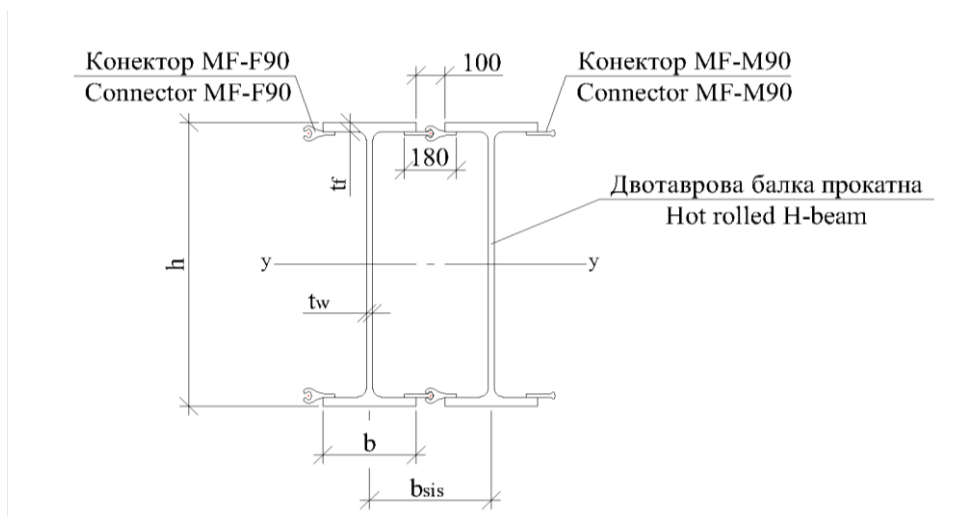 Конектор MF-F90
Connector MF-F90
100
Конектор MF-M90
Connector MF-M90
180
tf
Двотаврова балка прокатна
Hot rolled H-beam
h
y
y
tw
b
bsis